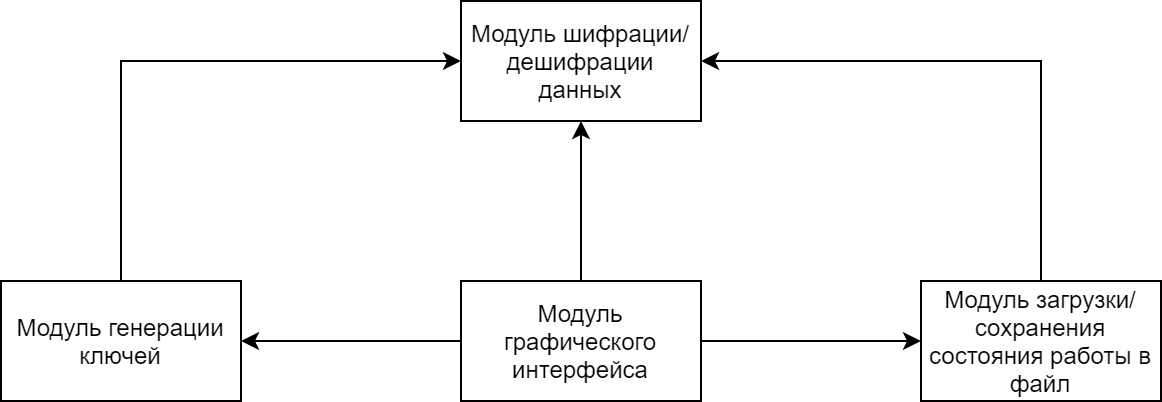 Модуль шифрации/
дешифрации
данных
Модуль генерации
ключей
Модуль
графического
интерфейса
Модуль загрузки/
сохранения
состояния работы в
файл